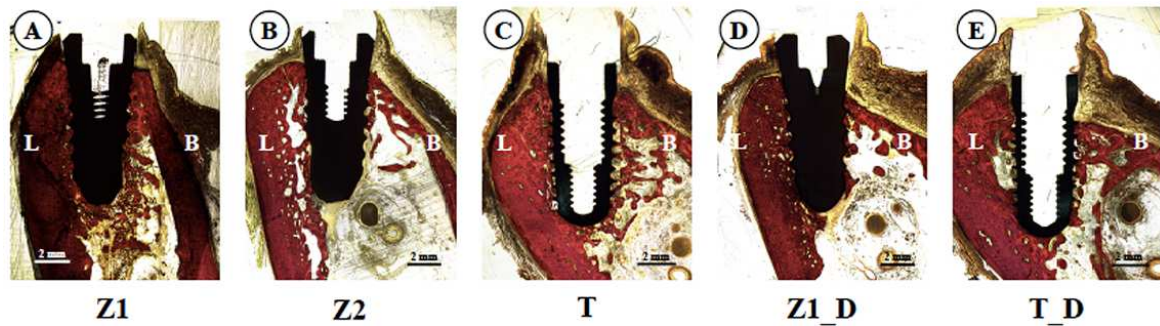 A B C D E
L B L B L B L B L B
2 mm 2 mm 2 mm 2 mm 2 mm
Z1 Z2 T Z1_D T_D